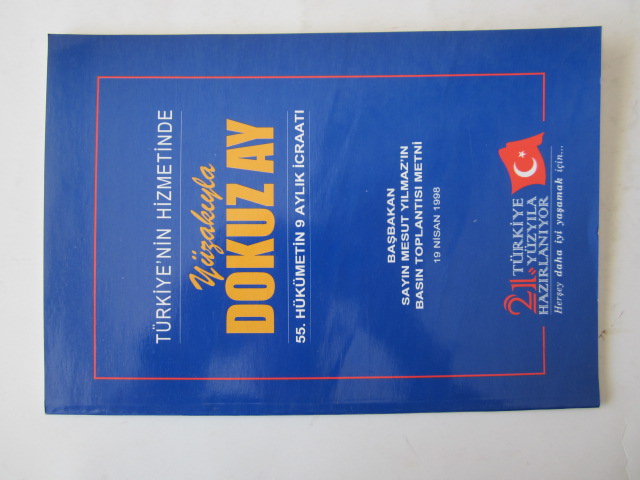 TÜRKİYE'NİN HİZMETİNDE
Yüzakıyla
DOKUZ AY
55. HÜKÜMETİN 9 AYLIK İCRAATI
BAŞBAKAN
SAYIN MESUT YILMAZ'IN
BASIN TOPLANTISI METNİ
19 NİSAN 1998
TÜRKİYE
21. YÜZYILA
HAZIRLANIYOR
Herşey daha iyi yaşamak için...